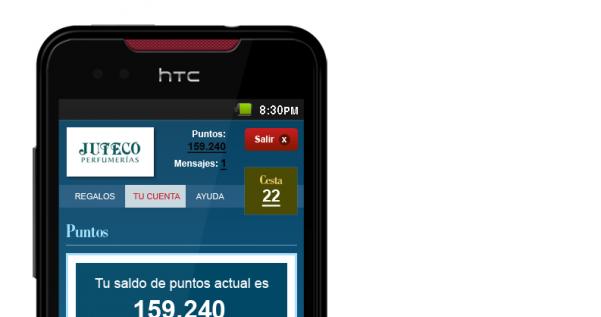 hTC
8:30PM
JUTECO
PERFUMERÍAS
Puntos:
159.240
Mensajes: 1
Salir x
Cesta
22
REGALOS TU CUENTA AYUDA
Puntos
Tu saldo de puntos actual es
159.240